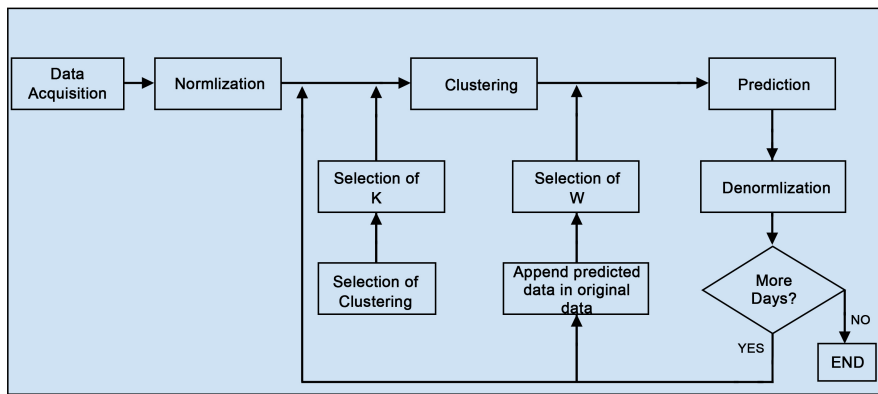 Data
Acquisition
Normlization
Clustering
Prediction
Selection of
K
Selection of
W
Denormlization
Selection of
Clustering
Append predicted
data in original
data
More
Days?
NO
YES
END